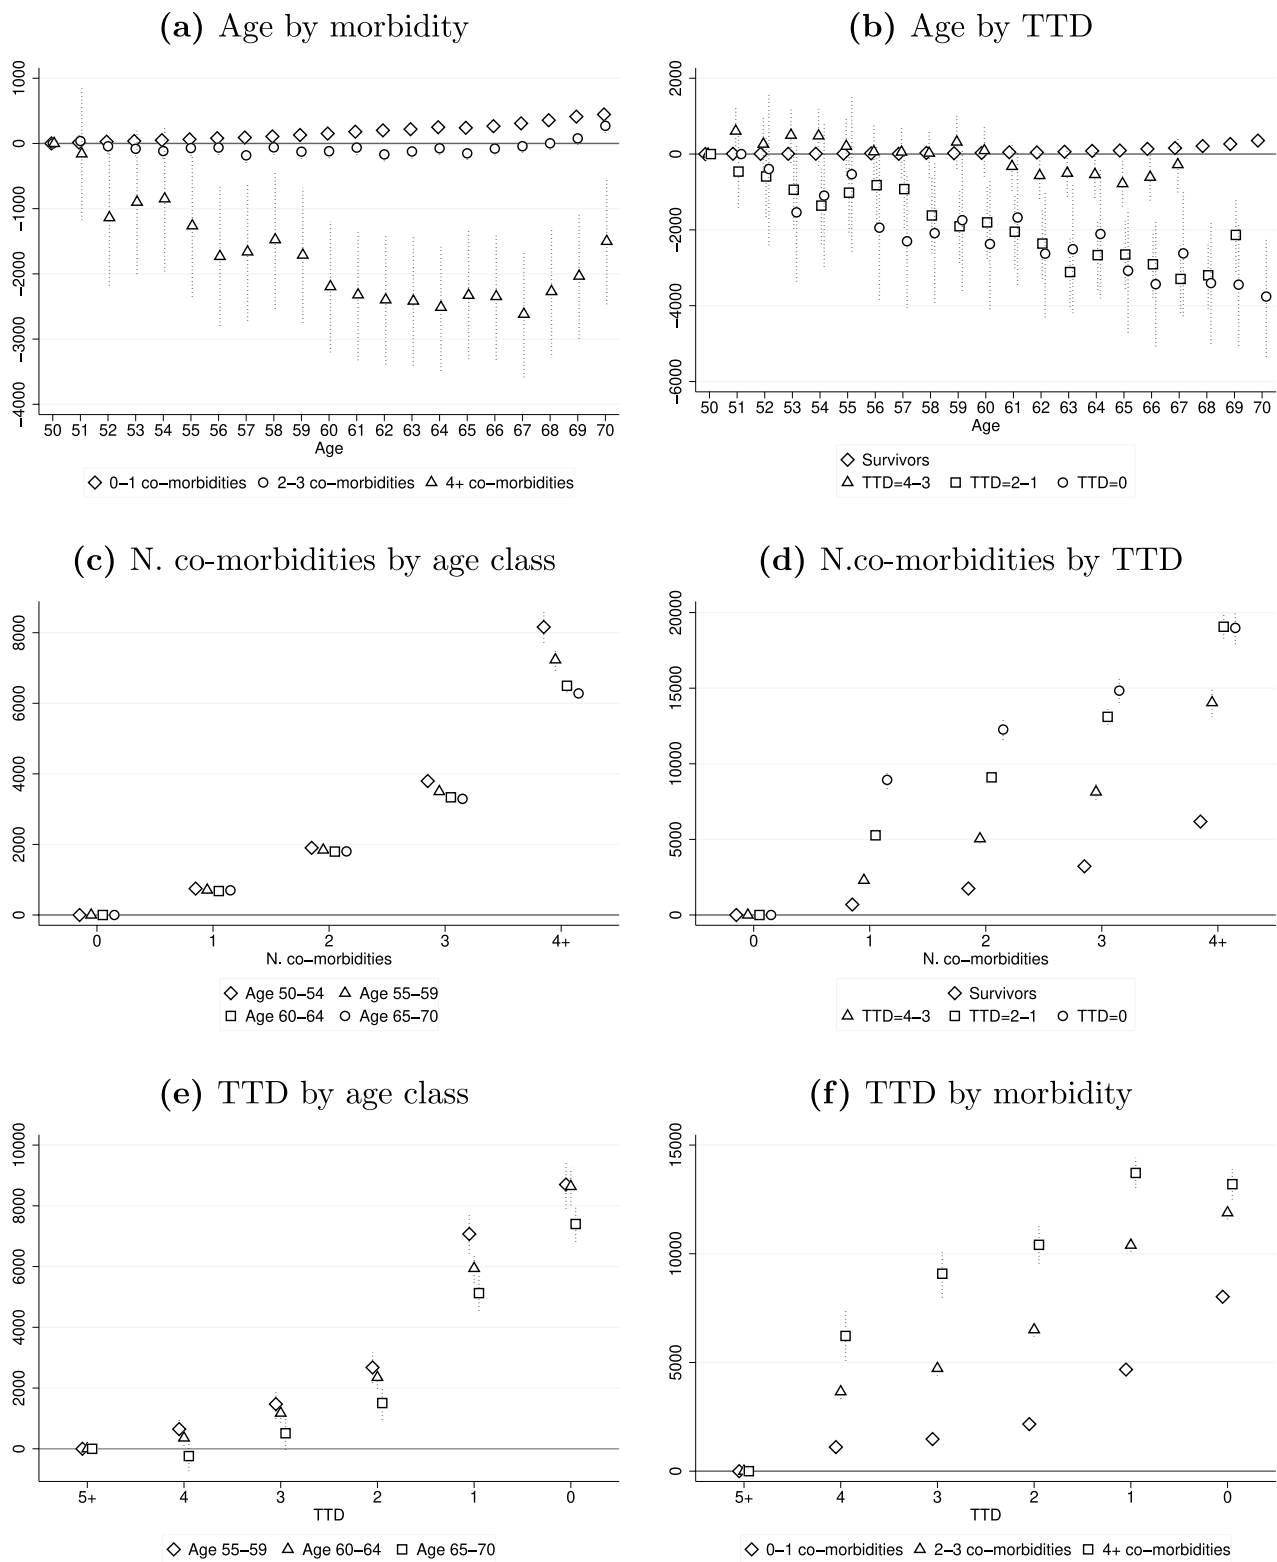 (a) Age by morbidity
1000
0
−1000
−2000
−3000
−4000
50 51 52 53 54 55 56 57 58 59 60 61 62 63 64 65 66 67 68 69 70
Age
0−1 co−morbidities 2−3 co−morbidities 4+ co−morbidities
(b) Age by TTD
2000
0
−2000
−4000
−6000
50 51 52 53 54 55 56 57 58 59 60 61 62 63 64 65 66 67 68 69 70
Age
Survivors
TTD=4−3 TTD=2−1 TTD=0
(c) N. co-morbidities by age class
8000
6000
4000
2000
0
0 1 2 3 4+
N. co−morbidities
Age 50−54 Age 55−59
Age 60−64 Age 65−70
(d) N.co-morbidities by TTD
20000
15000
10000
5000
0
0 1 2 3 4+
N. co−morbidities
Survivors
TTD=4−3 TTD=2−1 TTD=0
(e) TTD by age class
10000
8000
6000
4000
2000
0
5+ 4 3 2 1 0
TTD
Age 55−59 Age 60−64 Age 65−70
(f) TTD by morbidity
15000
10000
5000
0
5+ 4 3 2 1 0
TTD
0−1 co−morbidities 2−3 co−morbidities 4+ co−morbidities